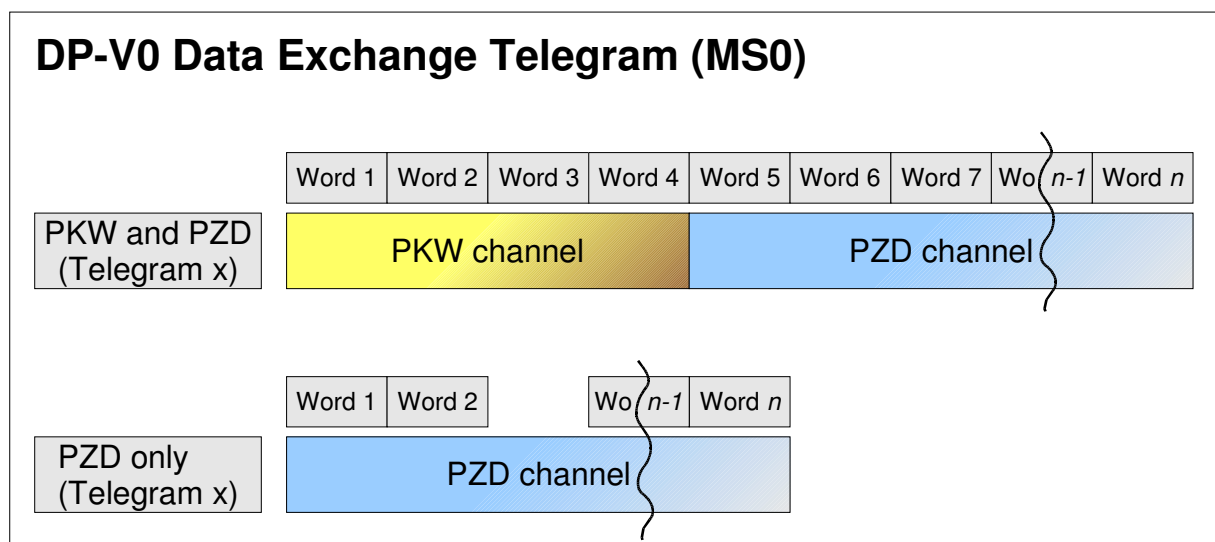 DP-V0 Data Exchange Telegram (MS0)
Word 1 Word 2 Word 3 Word 4 Word 5 Word 6 Word 7 Wo n-1 Word n
PKW and PZD
(Telegram x)
PKW channel PZD channel
Word 1 Word 2 Wo n-1 Word n
PZD only
(Telegram x)
PZD channel